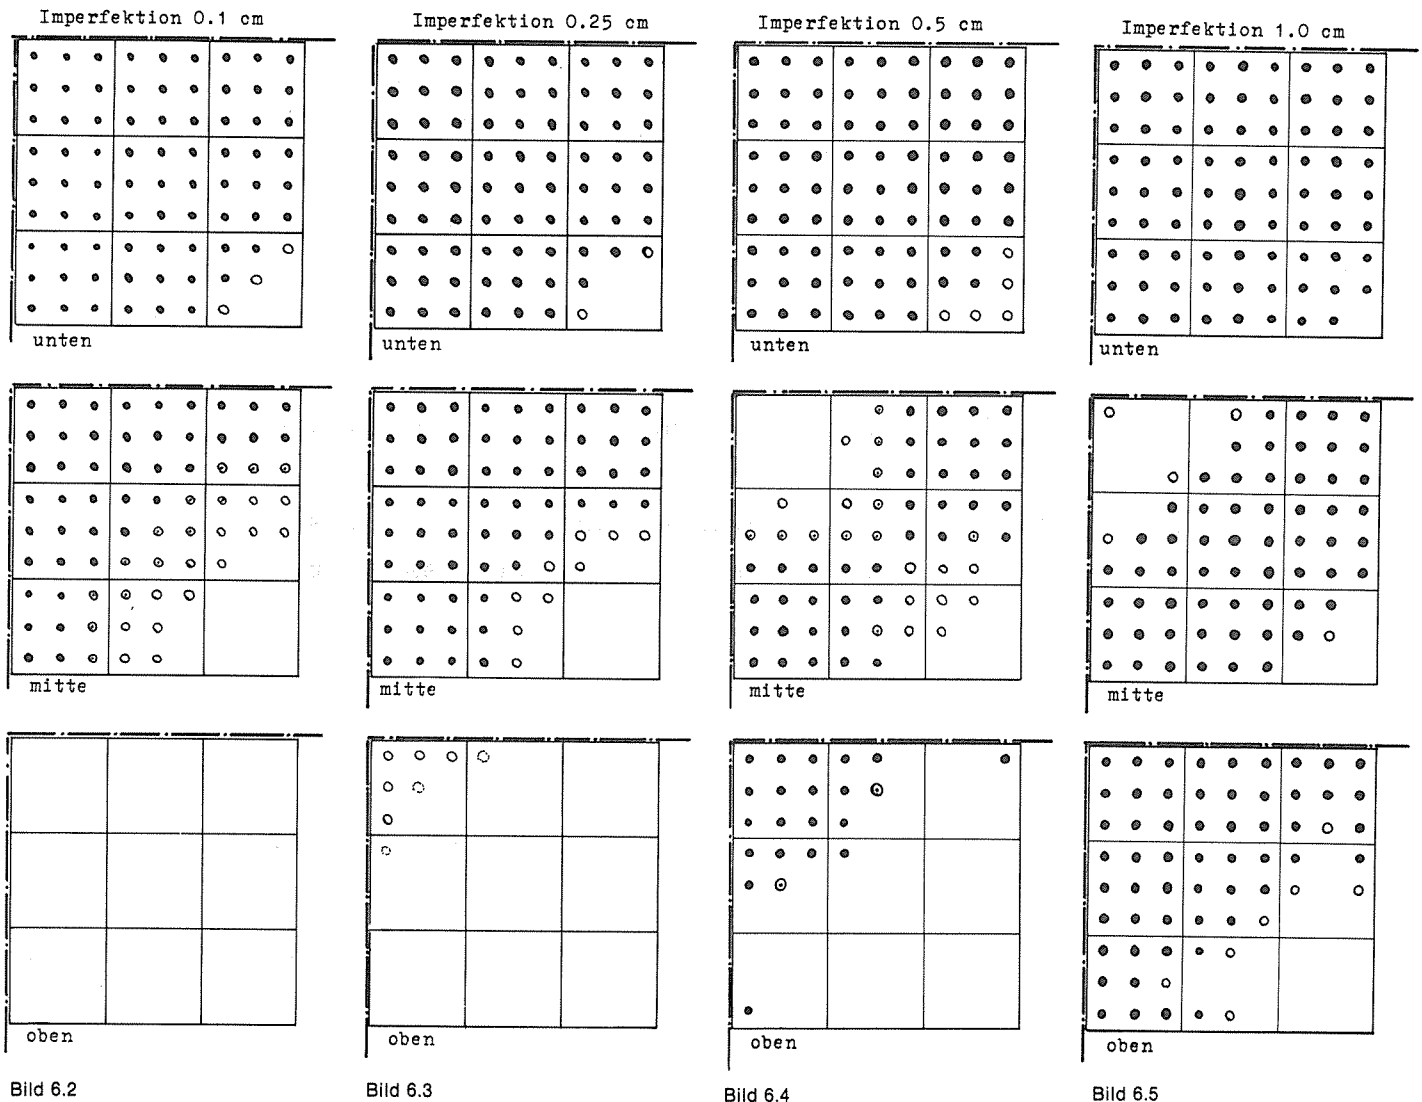 Imperfektion 0.1 cm
Imperfektion 0.25 cm
Imperfektion 0.5 cm
Imperfektion 1.0 cm
unten
unten
unten
unten
mitte
mitte
mitte
mitte
oben
oben
oben
oben
Bild 6.2
Bild 6.3
Bild 6.4
Bild 6.5